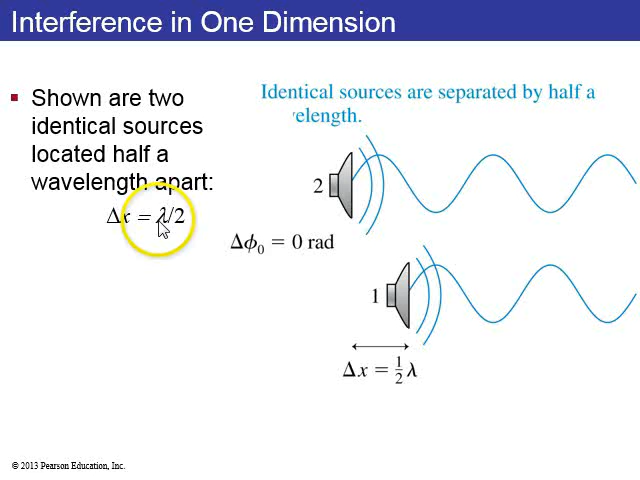 Interference in One Dimension
Shown are two
identical sources
located half a
wavelength apart:
Δx = λ/2
Identical sources are separated by half a
velength.
2
Δϕ₀ = 0 rad
1
Δx = ½ λ
© 2013 Pearson Education, Inc.